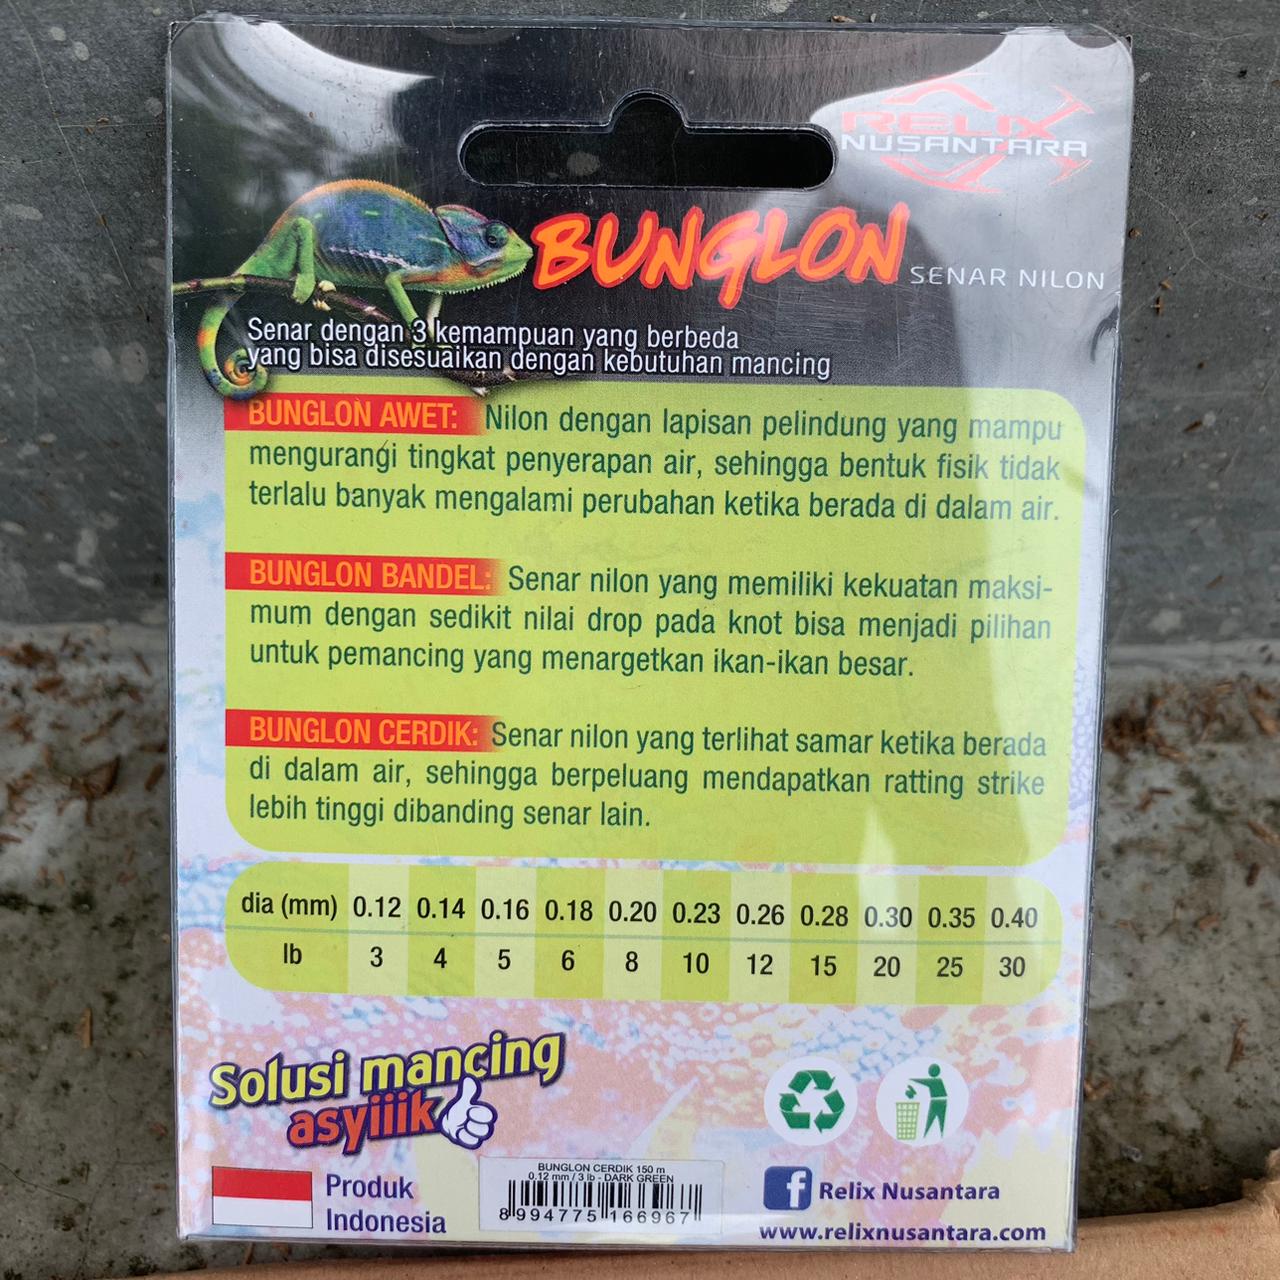 RELIX
NUSANTARA
BUNGLON
SENAR NILON
Senar dengan 3 kemampuan yang berbeda
yang bisa disesuaikan dengan kebutuhan mancing
BUNGLON AWET: Nilon dengan lapisan pelindung yang mampu
mengurangi tingkat penyerapan air, sehingga bentuk fisik tidak
terlalu banyak mengalami perubahan ketika berada di dalam air.
BUNGLON BANDEL: Senar nilon yang memiliki kekuatan maksi-
mum dengan sedikit nilai drop pada knot bisa menjadi pilihan
untuk pemancing yang menargetkan ikan-ikan besar.
BUNGLON CERDIK: Senar nilon yang terlihat samar ketika berada
di dalam air, sehingga berpeluang mendapatkan ratting strike
lebih tinggi dibanding senar lain.
dia (mm) 0.12 0.14 0.16 0.18 0.20 0.23 0.26 0.28 0.30 0.35 0.40
lb 3 4 5 6 8 10 12 15 20 25 30
Solusi mancing
asyiiik
Produk
Indonesia
BUNGLON CERDIK 150 m
0.12 mm / 3 lb - DARK GREEN
8 994775 166967
f Relix Nusantara
www.relixnusantara.com